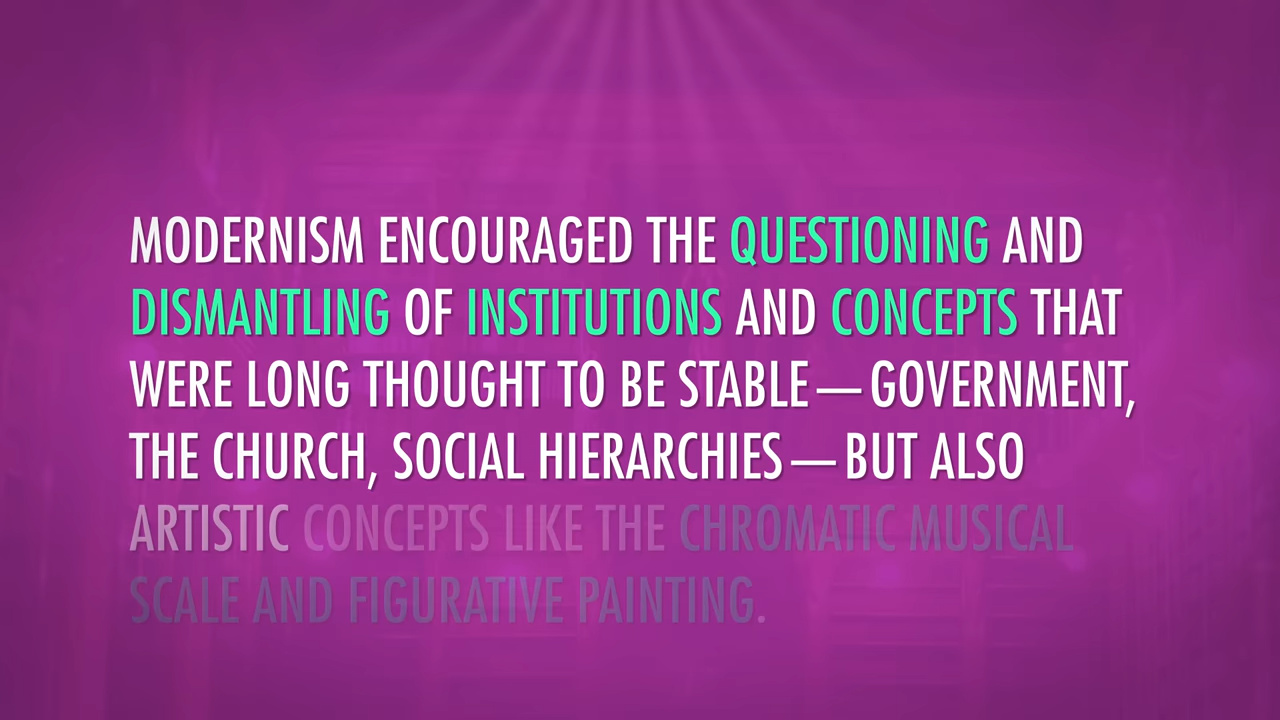 MODERNISM ENCOURAGED THE QUESTIONING AND
DISMANTLING OF INSTITUTIONS AND CONCEPTS THAT
WERE LONG THOUGHT TO BE STABLE — GOVERNMENT,
THE CHURCH, SOCIAL HIERARCHIES — BUT ALSO
ARTISTIC CONCEPTS LIKE THE CHROMATIC MUSICAL
SCALE AND FIGURATIVE PAINTING.